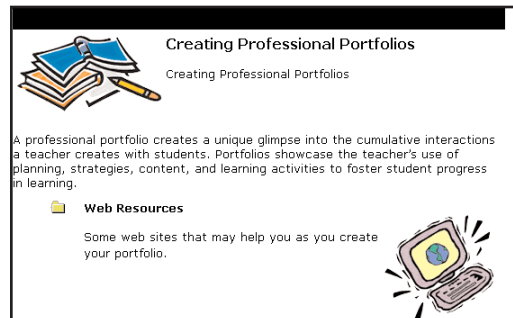 Creating Professional Portfolios
Creating Professional Portfolios
A professional portfolio creates a unique glimpse into the cumulative interactions
a teacher creates with students. Portfolios showcase the teacher's use of
planning, strategies, content, and learning activities to foster student progress
in learning.
Web Resources
Some web sites that may help you as you create
your portfolio.